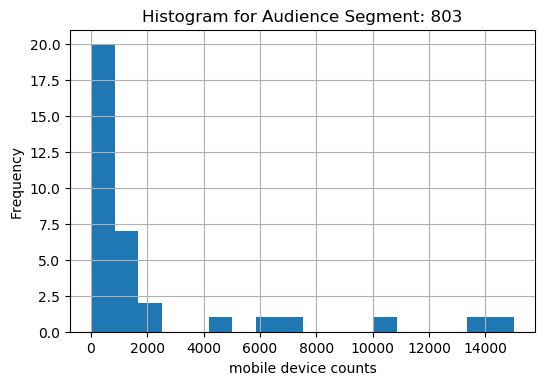 Histogram for Audience Segment: 803
20.0
17.5
15.0
12.5
10.0
7.5
5.0
2.5
0.0
Frequency
0 2000 4000 6000 8000 10000 12000 14000
mobile device counts